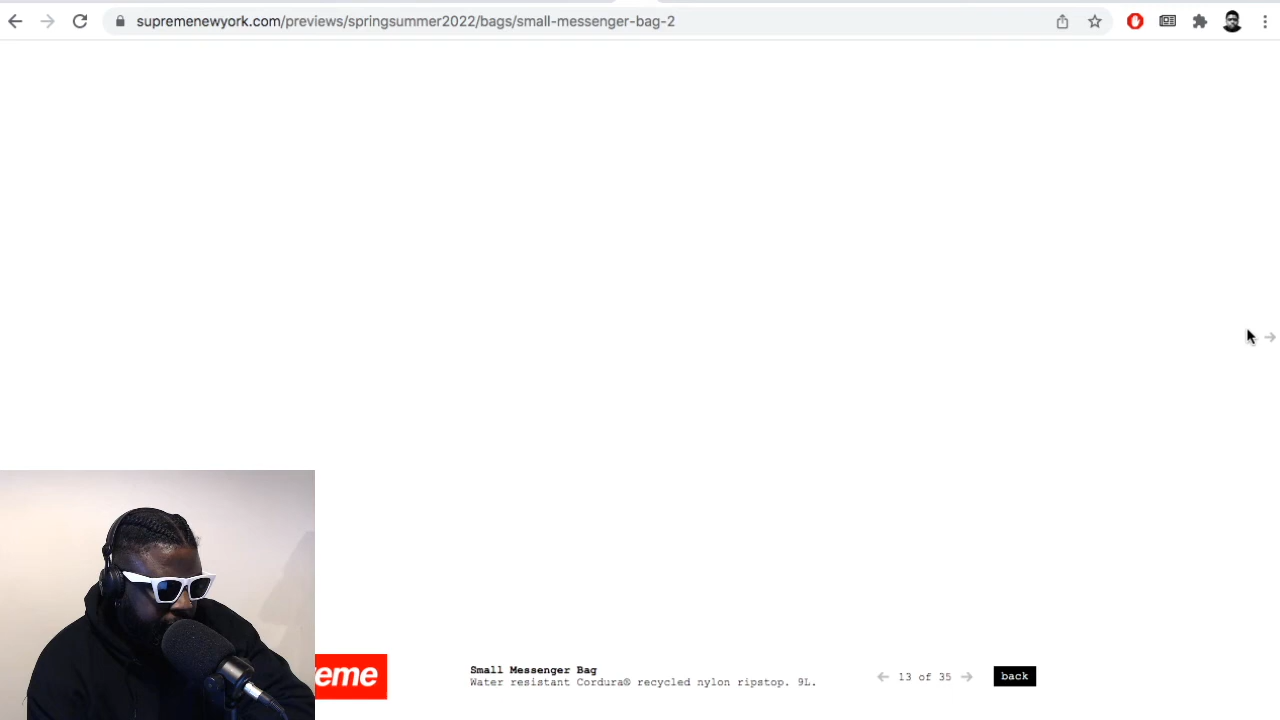 supremenewyork.com/previews/springsummer2022/bags/small-messenger-bag-2
eme
Small Messenger Bag
Water resistant Cordura® recycled nylon ripstop. 9L.
← 13 of 35 →
back